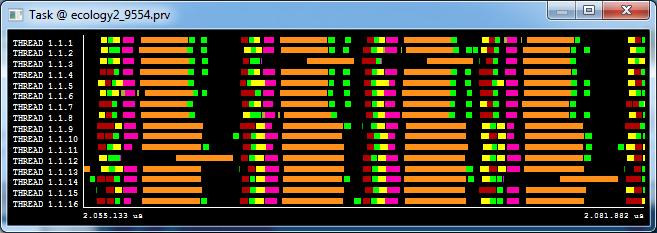 Task @ ecology2_9554.prv
THREAD 1.1.1
THREAD 1.1.2
THREAD 1.1.3
THREAD 1.1.4
THREAD 1.1.5
THREAD 1.1.6
THREAD 1.1.7
THREAD 1.1.8
THREAD 1.1.9
THREAD 1.1.10
THREAD 1.1.11
THREAD 1.1.12
THREAD 1.1.13
THREAD 1.1.14
THREAD 1.1.15
THREAD 1.1.16
2.055.133 us 2.081.882 us